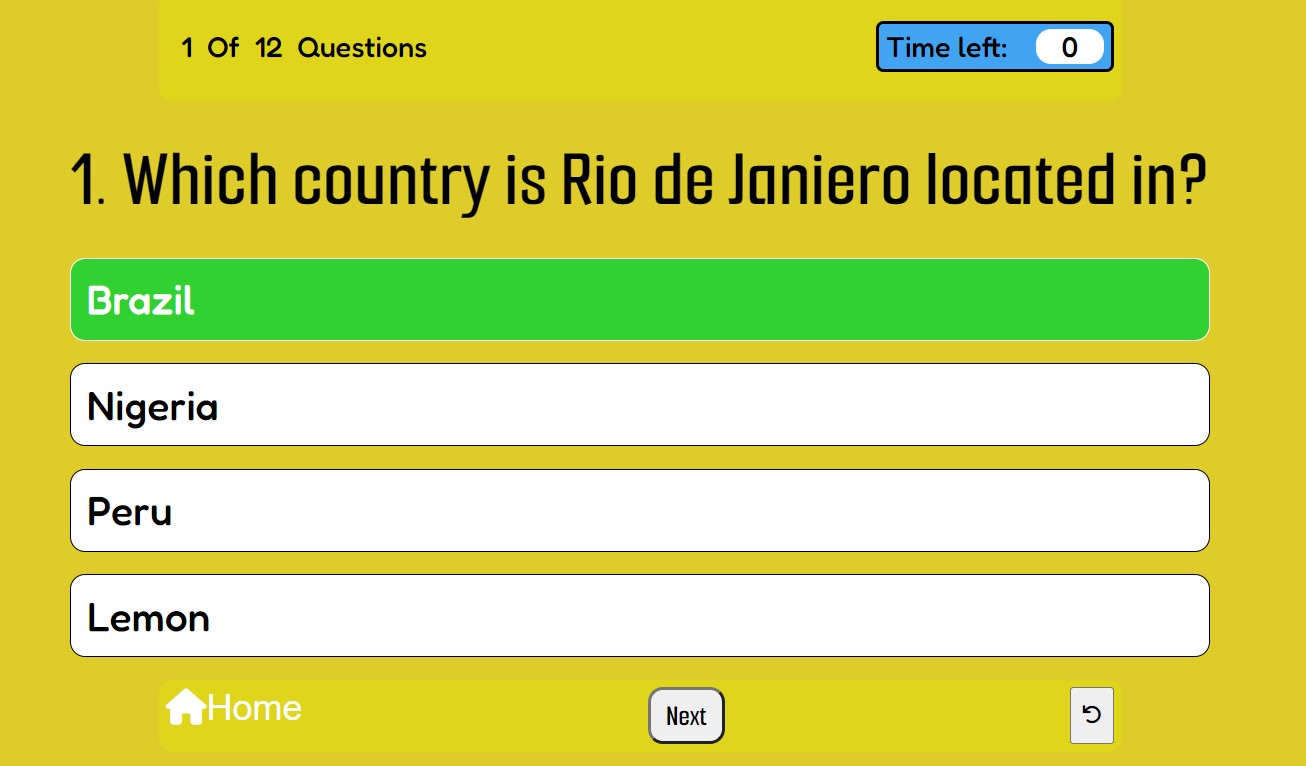 1 Of 12 Questions
Time left: 0
1. Which country is Rio de Janiero located in?
Brazil
Nigeria
Peru
Lemon
Home
Next